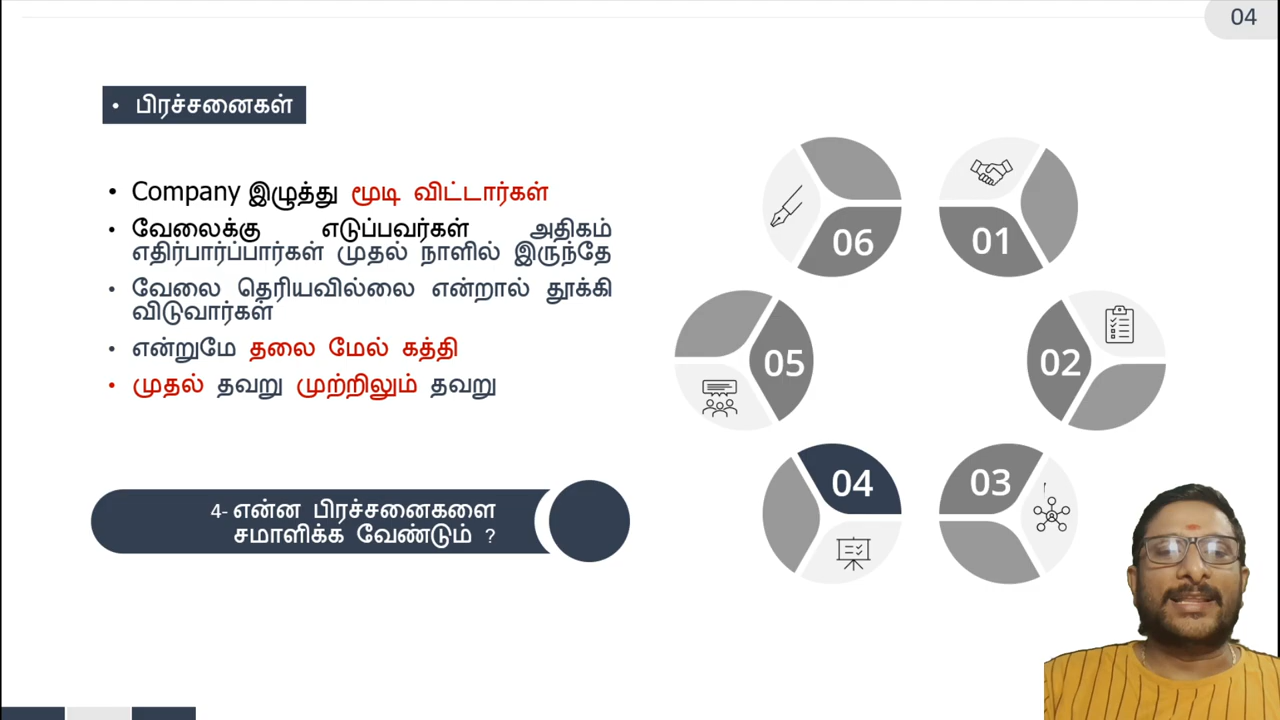 04
• பிரச்சனைகள்
• Company இழுத்து மூடி விட்டார்கள்
• வேலைக்கு எடுப்பவர்கள் அதிகம்
எதிர்பார்ப்பார்கள் முதல் நாளில் இருந்தே
• வேலை தெரியவில்லை என்றால் தூக்கி
விடுவார்கள்
• என்றுமே தலை மேல் கத்தி
• முதல் தவறு முற்றிலும் தவறு
4- என்ன பிரச்சனைகளை
சமாளிக்க வேண்டும் ?
06
01
05
02
04
03